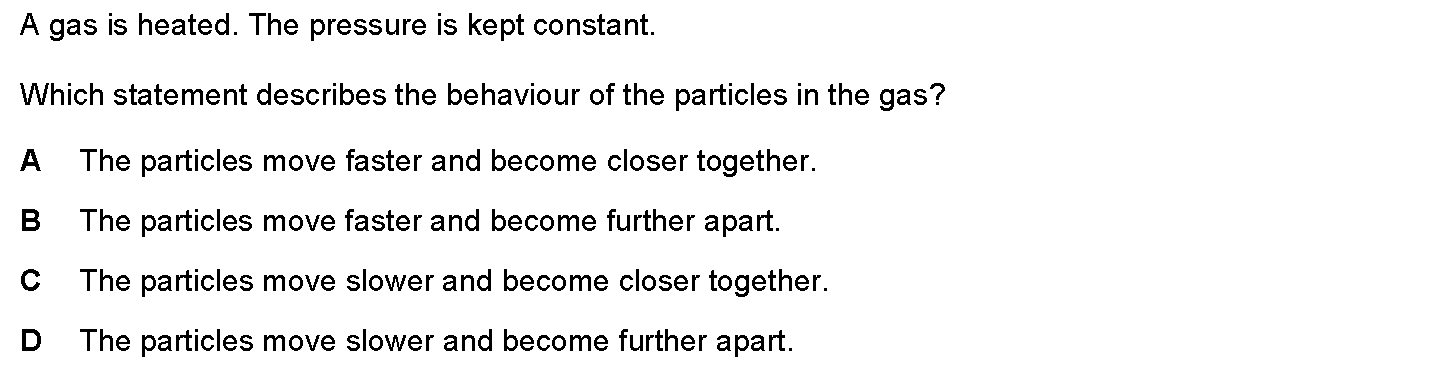 A gas is heated. The pressure is kept constant.
Which statement describes the behaviour of the particles in the gas?
A The particles move faster and become closer together.
B The particles move faster and become further apart.
C The particles move slower and become closer together.
D The particles move slower and become further apart.